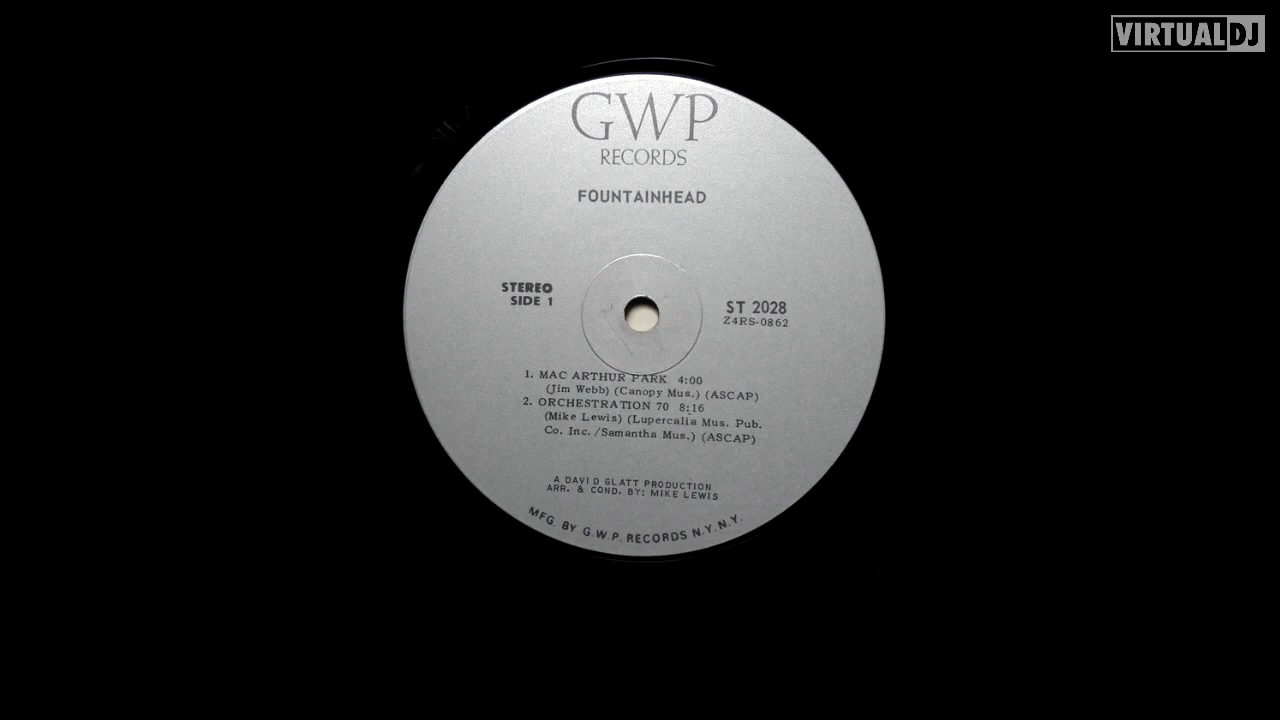 VIRTUALDJ
GWP
RECORDS
FOUNTAINHEAD
STEREO
SIDE 1
ST 2028
Z4RS-0862
1. MAC ARTHUR PARK 4:00
(Jim Webb) (Canopy Mus.) (ASCAP)
2. ORCHESTRATION 70 8:16
(Mike Lewis) (Lupercalia Mus. Pub.
Co. Inc. /Samantha Mus.) (ASCAP)
A DAVID GLATT PRODUCTION
ARR. & COND. BY: MIKE LEWIS
MFG. BY G.W.P. RECORDS N.Y.N.Y.